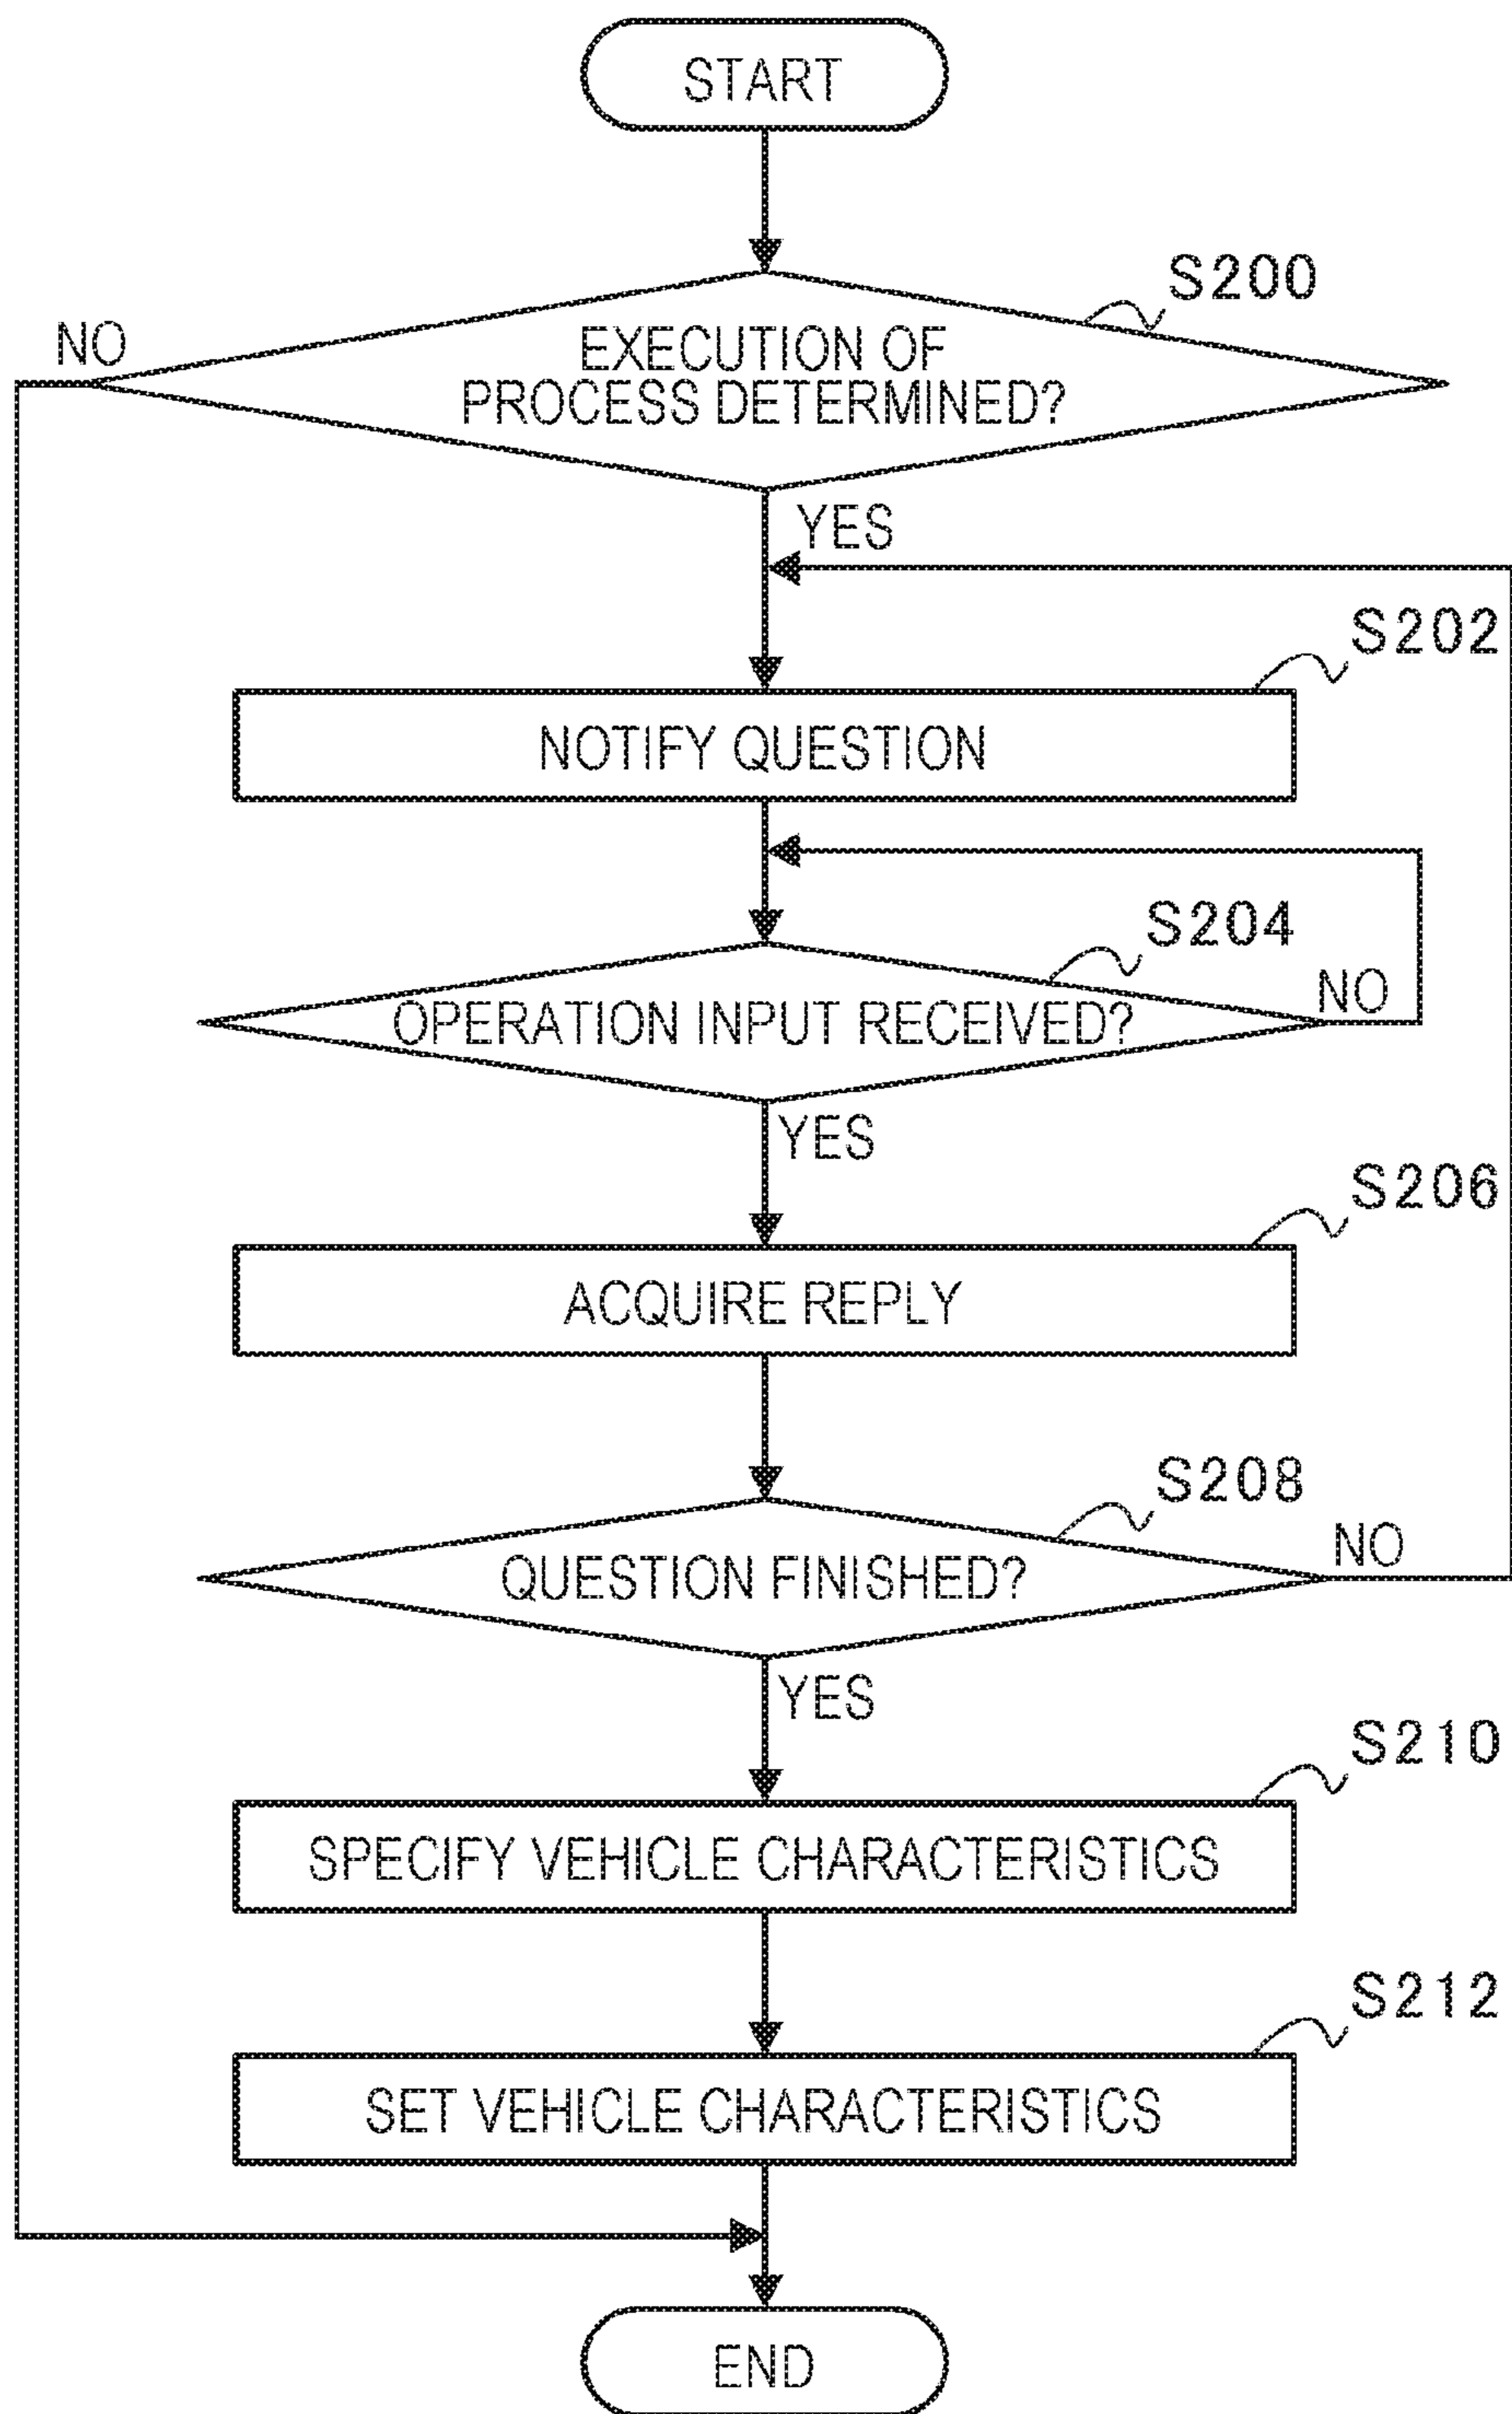 START
S200
NO
EXECUTION OF
PROCESS DETERMINED?
YES
S202
NOTIFY QUESTION
S204
NO
OPERATION INPUT RECEIVED?
YES
S206
ACQUIRE REPLY
S208
NO
QUESTION FINISHED?
YES
S210
SPECIFY VEHICLE CHARACTERISTICS
S212
SET VEHICLE CHARACTERISTICS
END